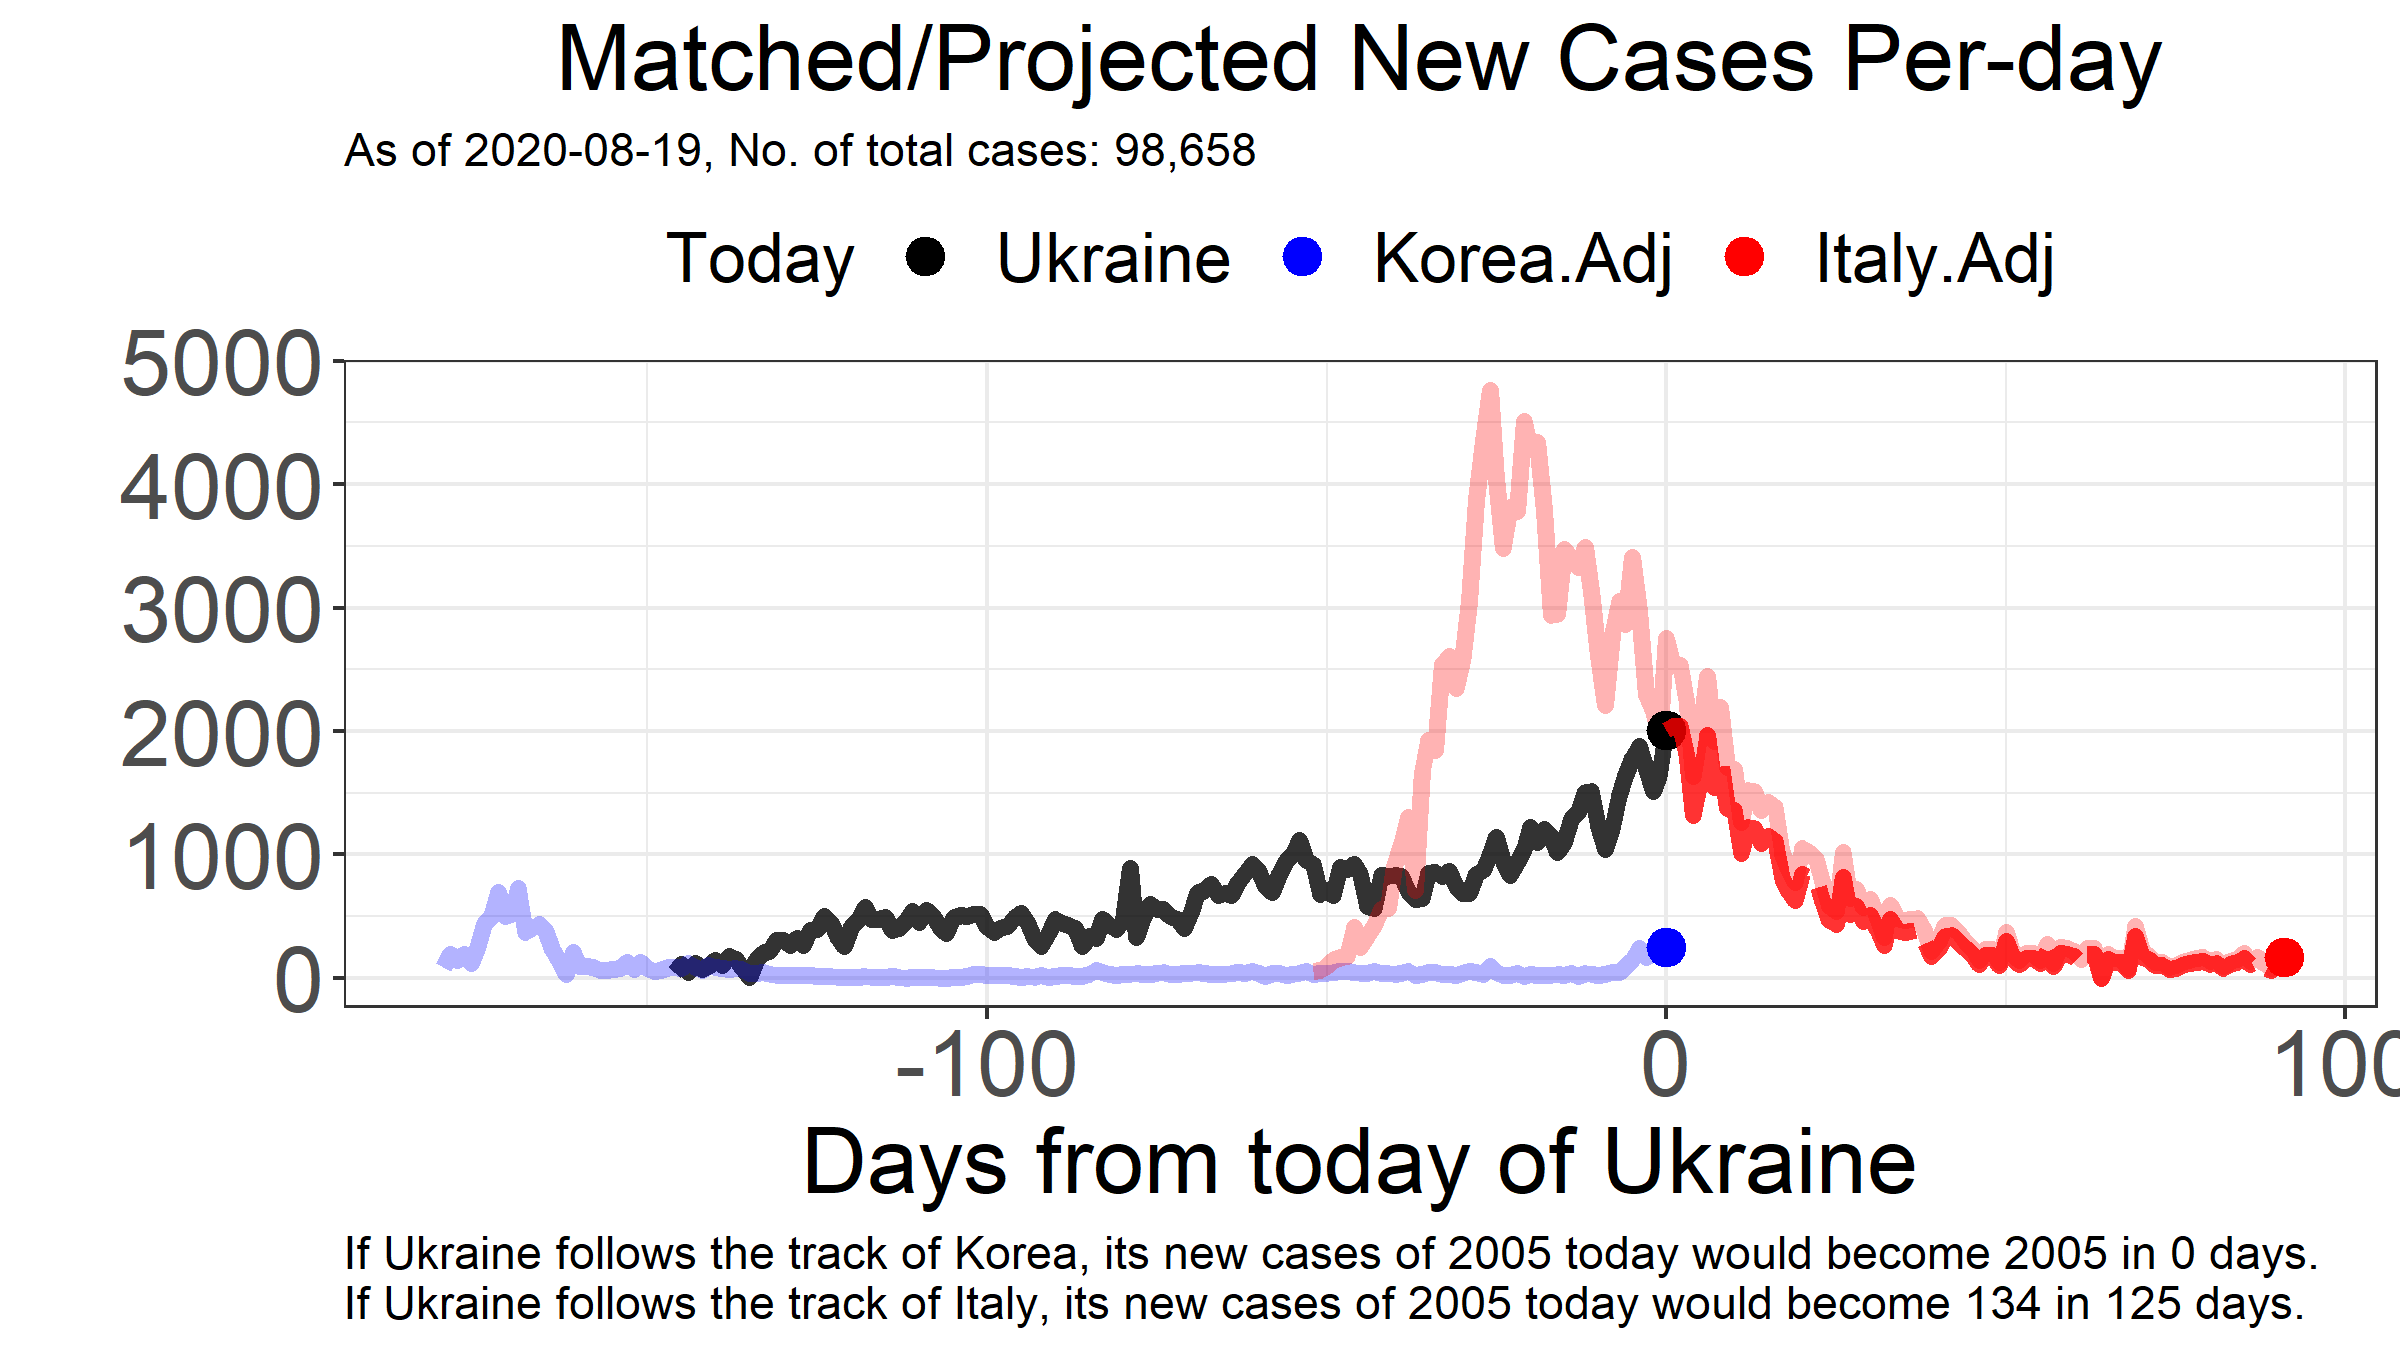 Matched/Projected New Cases Per-day
As of 2020-08-19, No. of total cases: 98,658
Today Ukraine Korea.Adj Italy.Adj
5000
4000
3000
2000
1000
0
-100 0 100
Days from today of Ukraine
If Ukraine follows the track of Korea, its new cases of 2005 today would become 2005 in 0 days.
If Ukraine follows the track of Italy, its new cases of 2005 today would become 134 in 125 days.